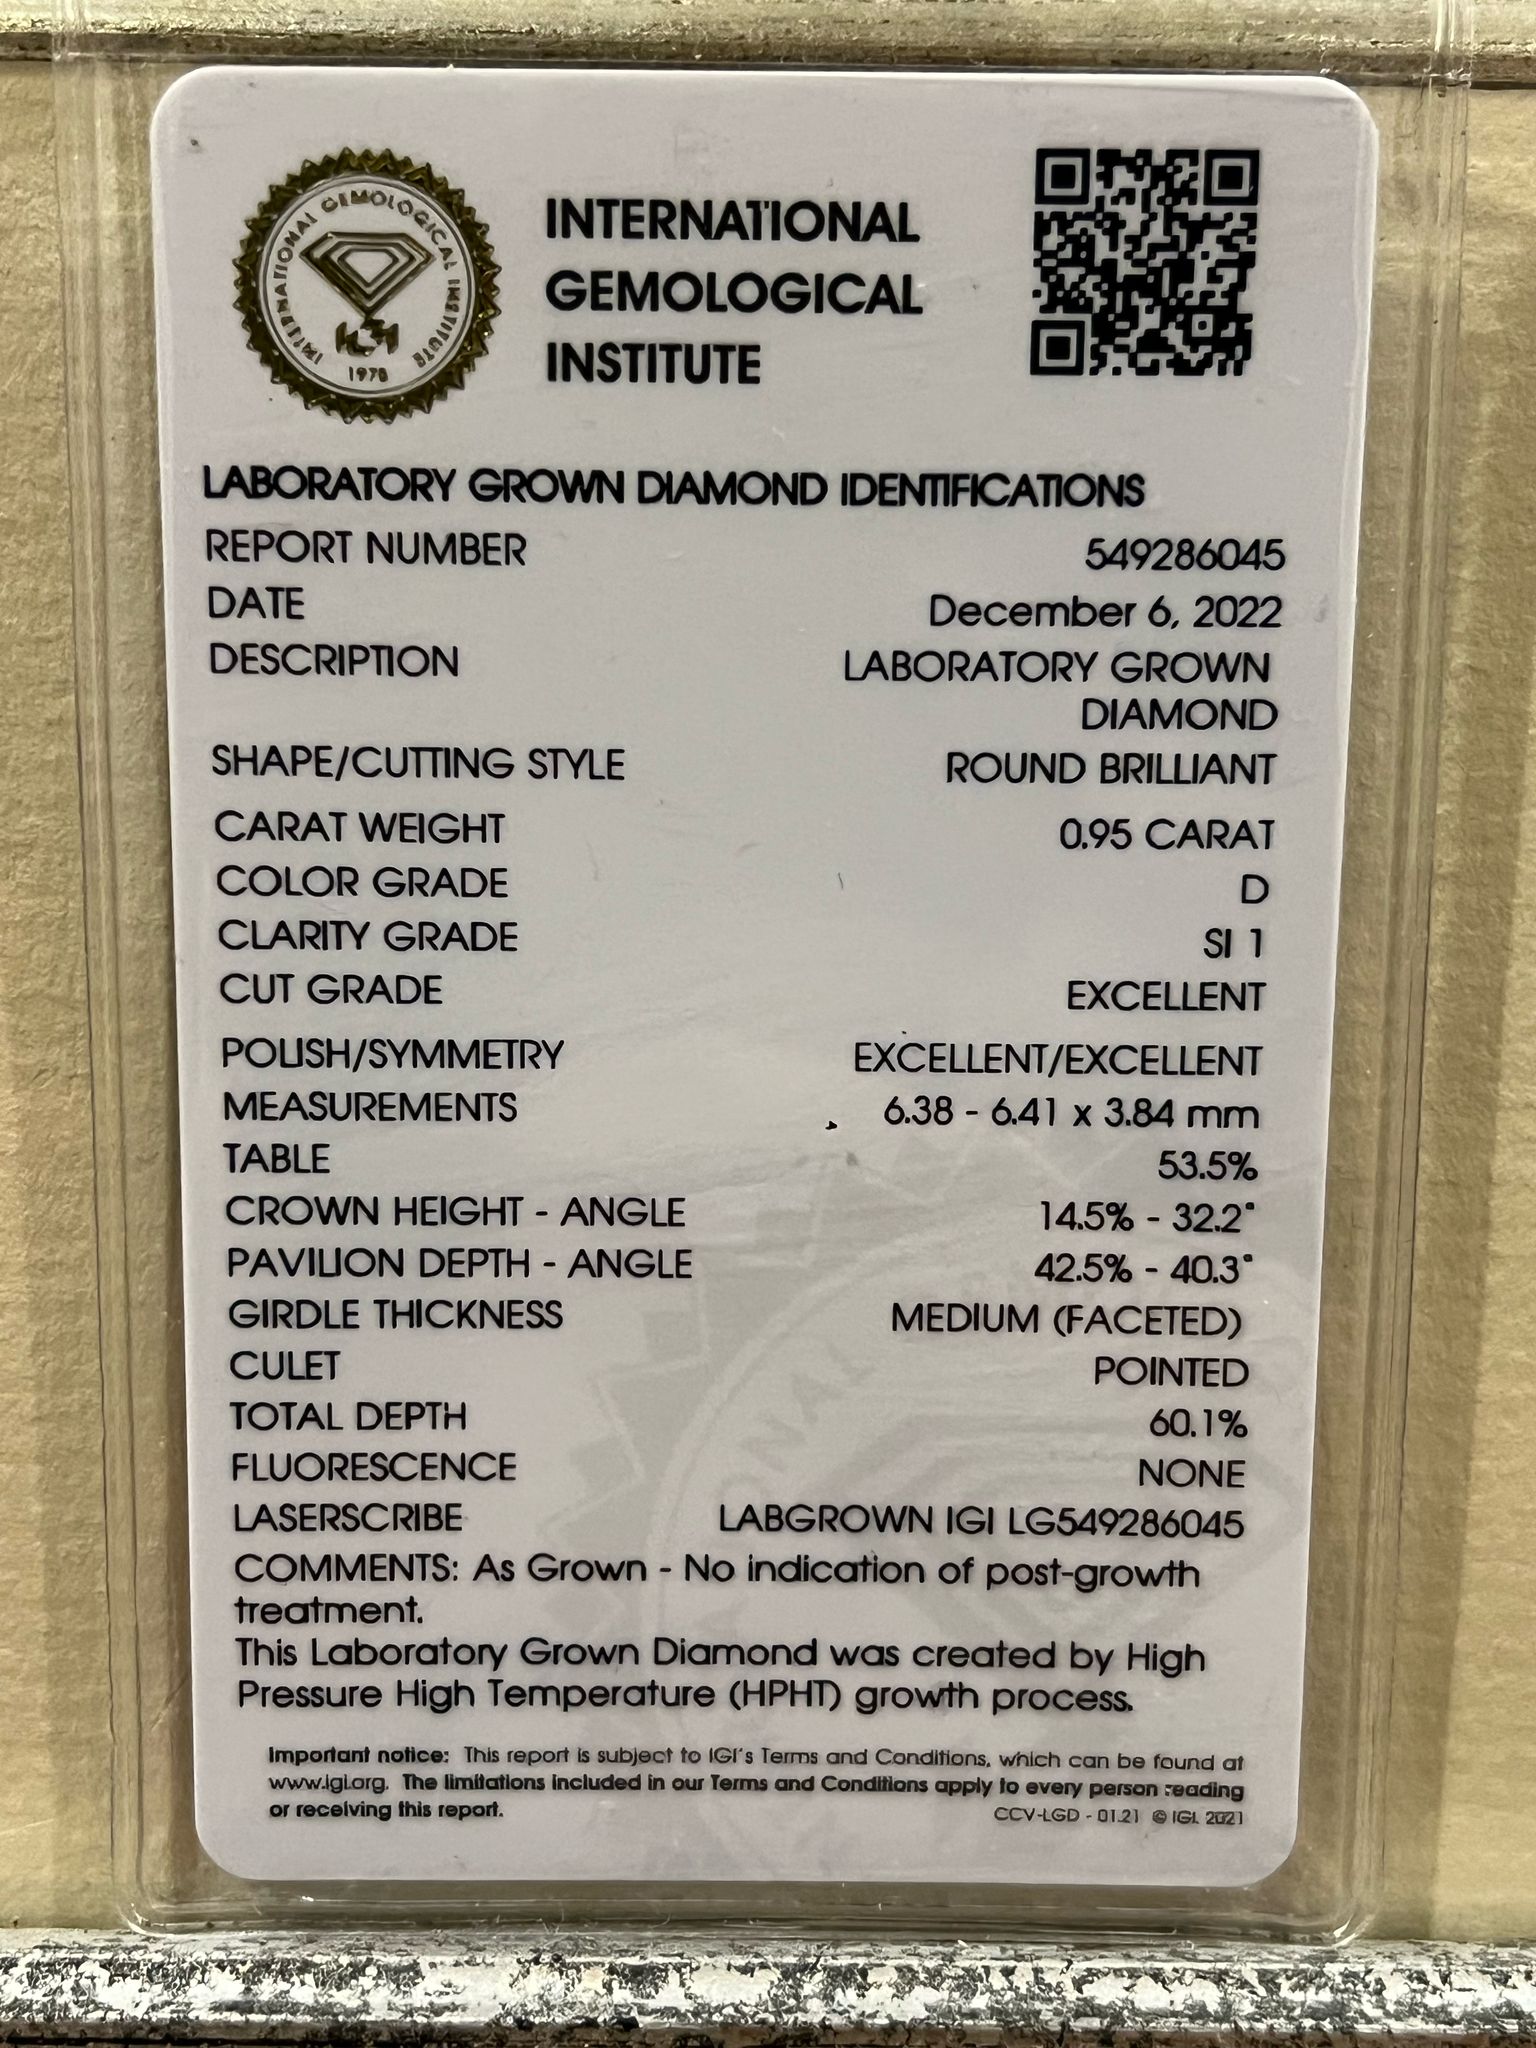 INTERNATIONAL GEMOLOGICAL INSTITUTE
1975
INTERNATIONAL
GEMOLOGICAL
INSTITUTE
LABORATORY GROWN DIAMOND IDENTIFICATIONS
REPORT NUMBER 549286045
DATE December 6, 2022
DESCRIPTION LABORATORY GROWN
DIAMOND
SHAPE/CUTTING STYLE ROUND BRILLIANT
CARAT WEIGHT 0.95 CARAT
COLOR GRADE D
CLARITY GRADE SI 1
CUT GRADE EXCELLENT
POLISH/SYMMETRY EXCELLENT/EXCELLENT
MEASUREMENTS 6.38 - 6.41 x 3.84 mm
TABLE 53.5%
CROWN HEIGHT - ANGLE 14.5% - 32.2°
PAVILION DEPTH - ANGLE 42.5% - 40.3°
GIRDLE THICKNESS MEDIUM (FACETED)
CULET POINTED
TOTAL DEPTH 60.1%
FLUORESCENCE NONE
LASERSCRIBE LABGROWN IGI LG549286045
COMMENTS: As Grown - No indication of post-growth
treatment.
This Laboratory Grown Diamond was created by High
Pressure High Temperature (HPHT) growth process.
Important notice: This report is subject to IGI's Terms and Conditions, which can be found at
www.igi.org. The limitations included in our Terms and Conditions apply to every person reading
or receiving this report.
CCV-LGD - 01.21 © IGI. 2021